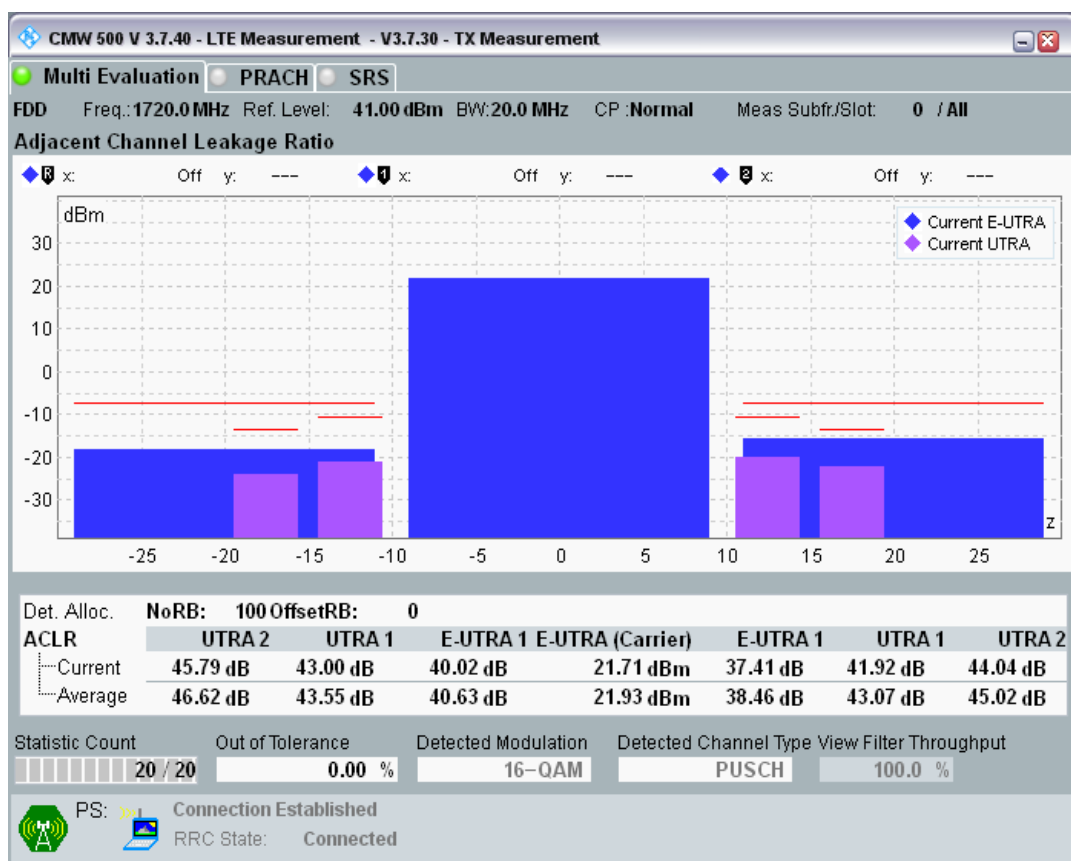 CMW 500 V 3.7.40 - LTE Measurement - V3.7.30 - TX Measurement
Multi Evaluation PRACH SRS
FDD Freq.: 1720.0 MHz Ref. Level: 41.00 dBm BW: 20.0 MHz CP : Normal Meas Subfr./Slot: 0 / All
Adjacent Channel Leakage Ratio
R x: Off y: --- 1 x: Off y: --- 2 x: Off y: ---
dBm
Current E-UTRA
Current UTRA
30
20
10
0
-10
-20
-30
z
-25 -20 -15 -10 -5 0 5 10 15 20 25
Det. Alloc. NoRB: 100 OffsetRB: 0
ACLR UTRA 2 UTRA 1 E-UTRA 1 E-UTRA (Carrier) E-UTRA 1 UTRA 1 UTRA 2
Current 45.79 dB 43.00 dB 40.02 dB 21.71 dBm 37.41 dB 41.92 dB 44.04 dB
Average 46.62 dB 43.55 dB 40.63 dB 21.93 dBm 38.46 dB 43.07 dB 45.02 dB
Statistic Count Out of Tolerance Detected Modulation Detected Channel Type View Filter Throughput
20 / 20 0.00 % 16-QAM PUSCH 100.0 %
PS: Connection Established
RRC State: Connected